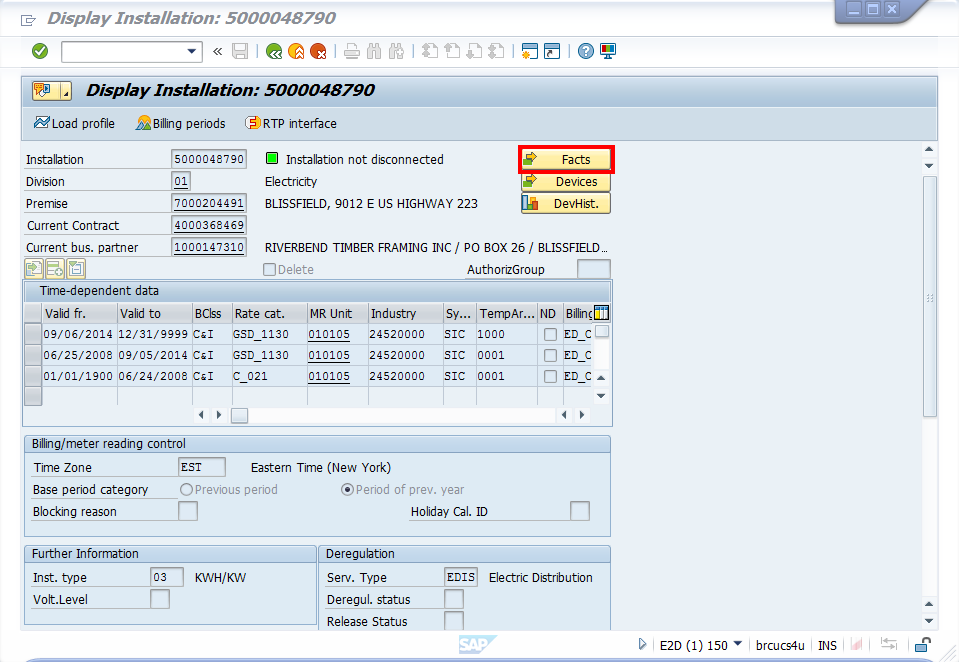 Display Installation: 5000048790
«
Display Installation: 5000048790
Load profile Billing periods RTP interface
Installation 5000048790 Installation not disconnected Facts
Division 01 Electricity Devices
Premise 7000204491 BLISSFIELD, 9012 E US HIGHWAY 223 DevHist.
Current Contract 4000368469
Current bus. partner 1000147310 RIVERBEND TIMBER FRAMING INC / PO BOX 26 / BLISSFIELD...
Delete AuthorizGroup
Time-dependent data
Valid fr. Valid to BClss Rate cat. MR Unit Industry Sy... TempAr... ND Billing
09/06/2014 12/31/9999 C&I GSD_1130 010105 24520000 SIC 1000 ED_C
06/25/2008 09/05/2014 C&I GSD_1130 010105 24520000 SIC 0001 ED_C
01/01/1900 06/24/2008 C&I C_021 010105 24520000 SIC 0001 ED_C
Billing/meter reading control
Time Zone EST Eastern Time (New York)
Base period category Previous period Period of prev. year
Blocking reason Holiday Cal. ID
Further Information Deregulation
Inst. type 03 KWH/KW Serv. Type EDIS Electric Distribution
Volt.Level Deregul. status
Release Status
SAP E2D (1) 150 brcucs4u INS